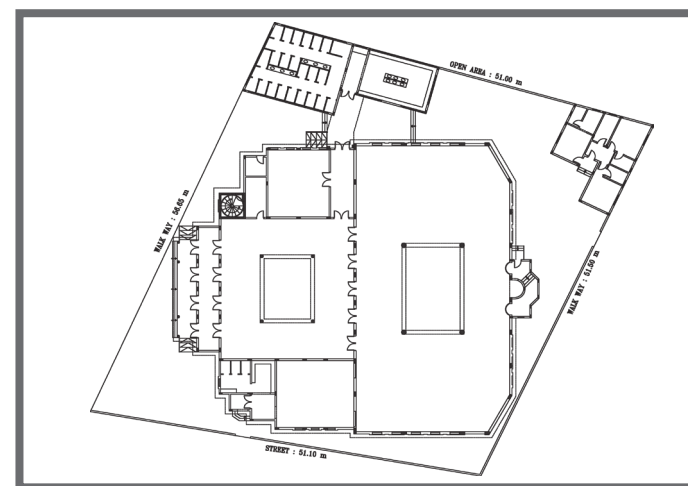 OPEN AREA : 51.00 m
WALK WAY : 56.65 m
WALK WAY : 51.50 m
STREET : 51.10 m